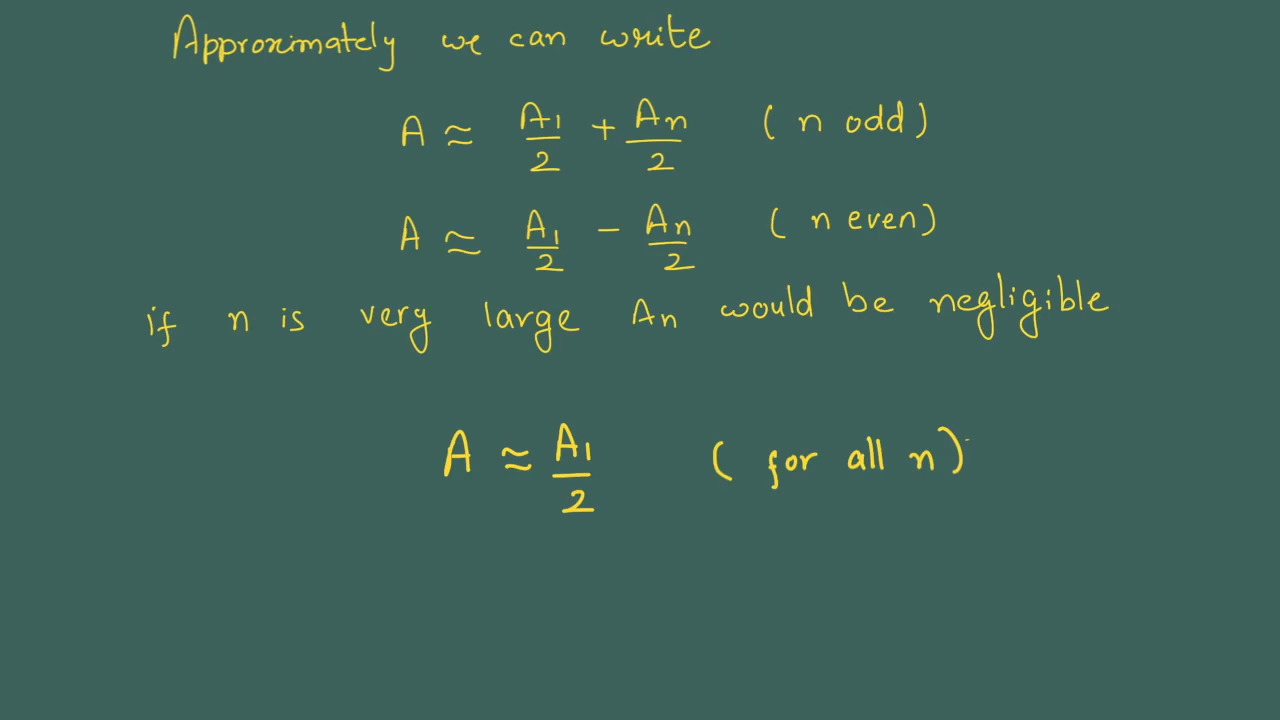 Approximately we can write
A ≈ A1/2 + An/2 ( n odd )
A ≈ A1/2 - An/2 ( n even )
if n is very large An would be negligible
A ≈ A1/2 ( for all n )